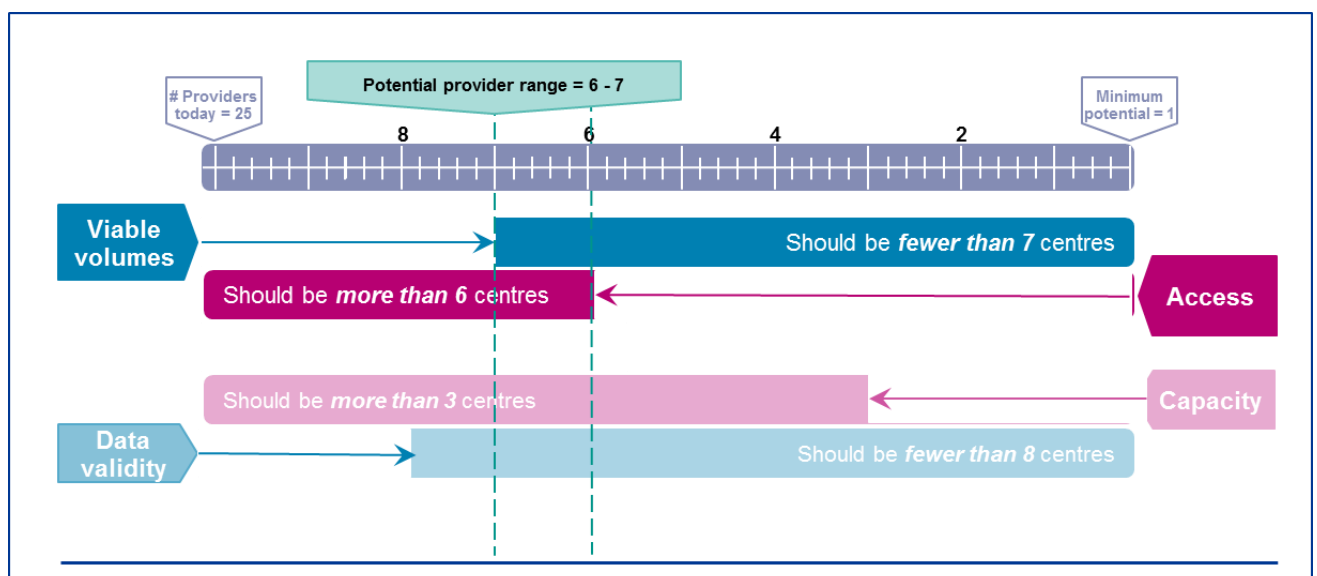 Potential provider range = 6 - 7
# Providers
today = 25
Minimum
potential = 1
8
6
4
2
Viable
volumes
Should be fewer than 7 centres
Should be more than 6 centres
Access
Should be more than 3 centres
Capacity
Data
validity
Should be fewer than 8 centres